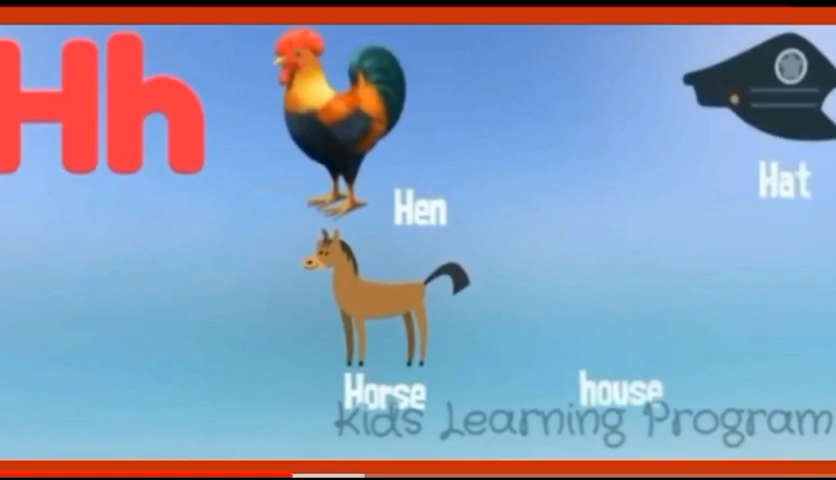 Hh
Hen
Hat
Horse
house
Kids Learning Program